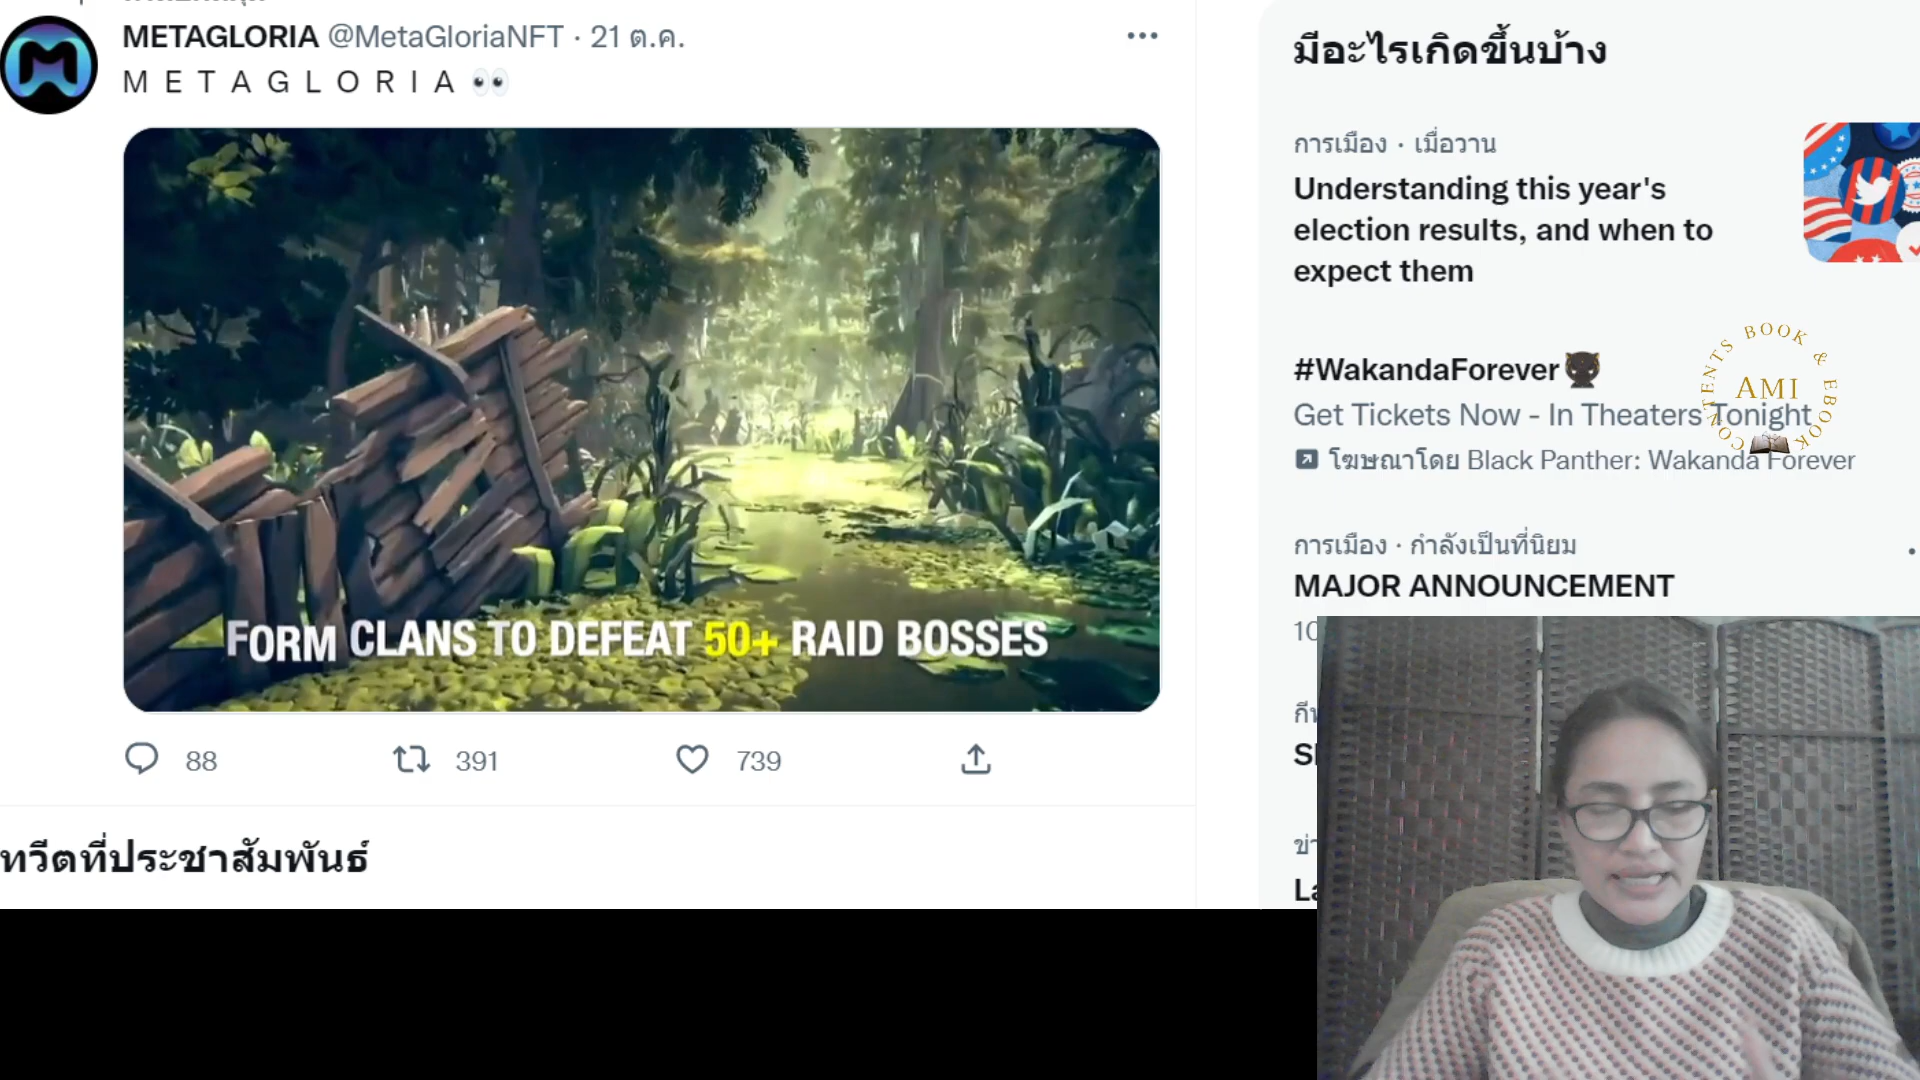 METAGLORIA @MetaGloriaNFT · 21 ต.ค.
M E T A G L O R I A 👀
FORM CLANS TO DEFEAT 50+ RAID BOSSES
88 391 739
ทวีตที่ประชาสัมพันธ์
มีอะไรเกิดขึ้นบ้าง
การเมือง · เมื่อวาน
Understanding this year's
election results, and when to
expect them
#WakandaForever
Get Tickets Now - In Theaters Tonight
โฆษณาโดย Black Panther: Wakanda Forever
การเมือง · กำลังเป็นที่นิยม
MAJOR ANNOUNCEMENT
CONTENTS BOOK & EBOOK
AMI